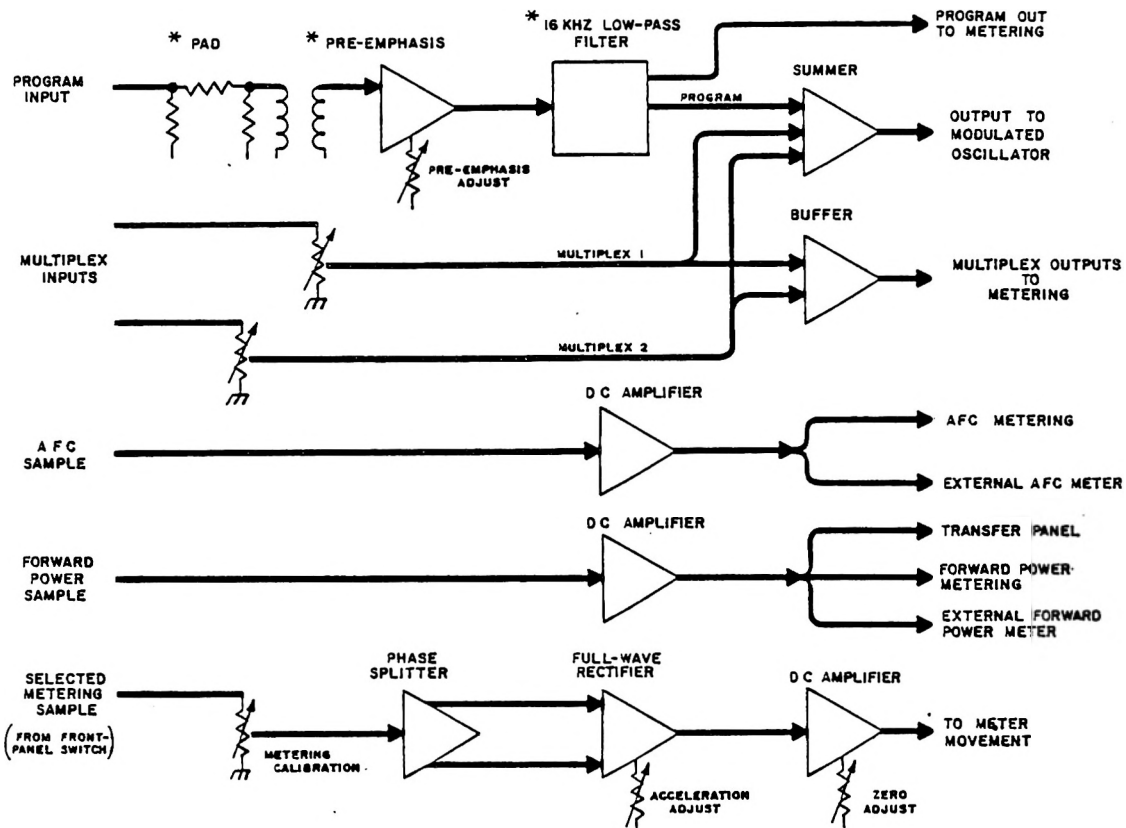 * PAD
* PRE-EMPHASIS
* 16 KHZ LOW-PASS
FILTER
PROGRAM OUT
TO METERING
PROGRAM
INPUT
PROGRAM
SUMMER
OUTPUT TO
MODULATED
OSCILLATOR
PRE-EMPHASIS
ADJUST
MULTIPLEX
INPUTS
MULTIPLEX 1
BUFFER
MULTIPLEX OUTPUTS
TO
METERING
MULTIPLEX 2
AFC
SAMPLE
DC AMPLIFIER
AFC METERING
EXTERNAL AFC METER
FORWARD
POWER
SAMPLE
DC AMPLIFIER
TRANSFER PANEL
FORWARD POWER
METERING
EXTERNAL FORWARD
POWER METER
SELECTED
METERING
SAMPLE
(FROM FRONT-
PANEL SWITCH)
METERING
CALIBRATION
PHASE
SPLITTER
FULL-WAVE
RECTIFIER
ACCELERATION
ADJUST
DC AMPLIFIER
ZERO
ADJUST
TO METER
MOVEMENT